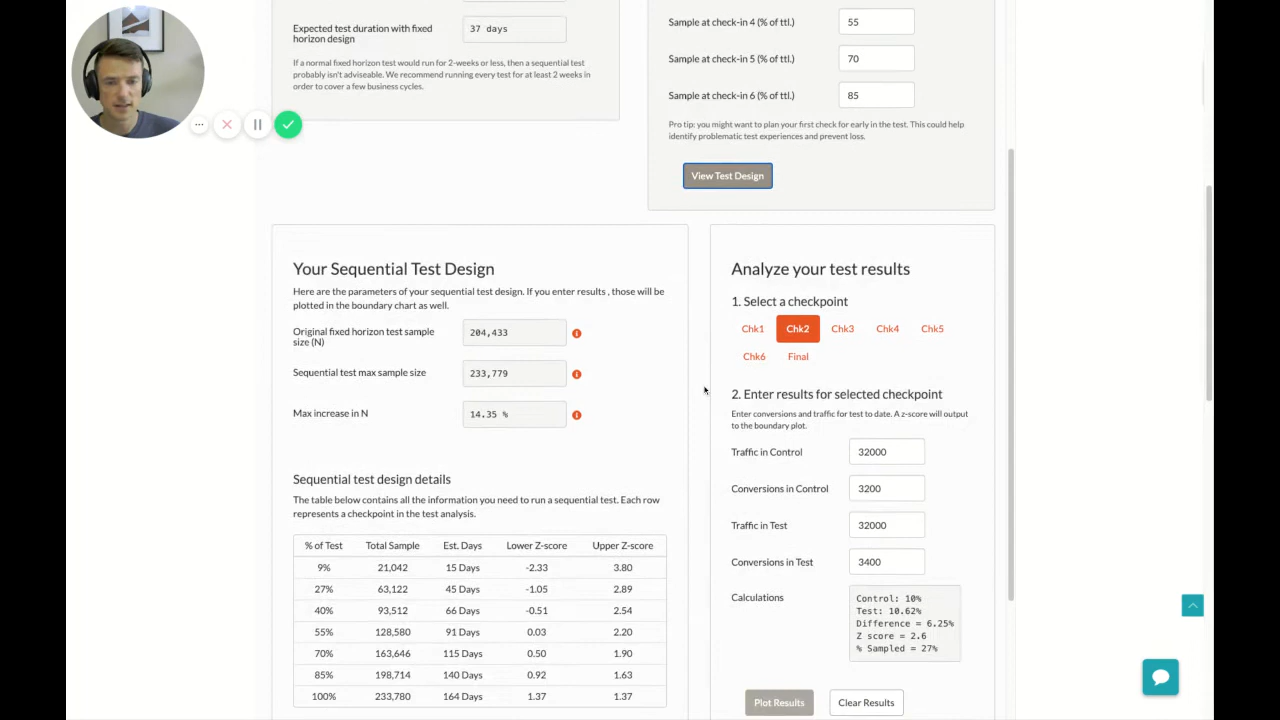 Expected test duration with fixed
horizon design
37 days
If a normal fixed horizon test would run for 2-weeks or less, then a sequential test
probably isn't adviseable. We recommend running every test for at least 2 weeks in
order to cover a few business cycles.
Sample at check-in 4 (% of ttl.)
55
Sample at check-in 5 (% of ttl.)
70
Sample at check-in 6 (% of ttl.)
85
Pro tip: you might want to plan your first check for early in the test. This could help
identify problematic test experiences and prevent loss.
View Test Design
Your Sequential Test Design
Here are the parameters of your sequential test design. If you enter results , those will be
plotted in the boundary chart as well.
Original fixed horizon test sample
size (N)
204,433
Sequential test max sample size
233,779
Max increase in N
14.35 %
Sequential test design details
The table below contains all the information you need to run a sequential test. Each row
represents a checkpoint in the test analysis.
% of Test Total Sample Est. Days Lower Z-score Upper Z-score
9% 21,042 15 Days -2.33 3.80
27% 63,122 45 Days -1.05 2.89
40% 93,512 66 Days -0.51 2.54
55% 128,580 91 Days 0.03 2.20
70% 163,646 115 Days 0.50 1.90
85% 198,714 140 Days 0.92 1.63
100% 233,780 164 Days 1.37 1.37
Analyze your test results
1. Select a checkpoint
Chk1 Chk2 Chk3 Chk4 Chk5
Chk6 Final
2. Enter results for selected checkpoint
Enter conversions and traffic for test to date. A z-score will output
to the boundary plot.
Traffic in Control
32000
Conversions in Control
3200
Traffic in Test
32000
Conversions in Test
3400
Calculations
Control: 10%
Test: 10.62%
Difference = 6.25%
Z score = 2.6
% Sampled = 27%
Plot Results
Clear Results